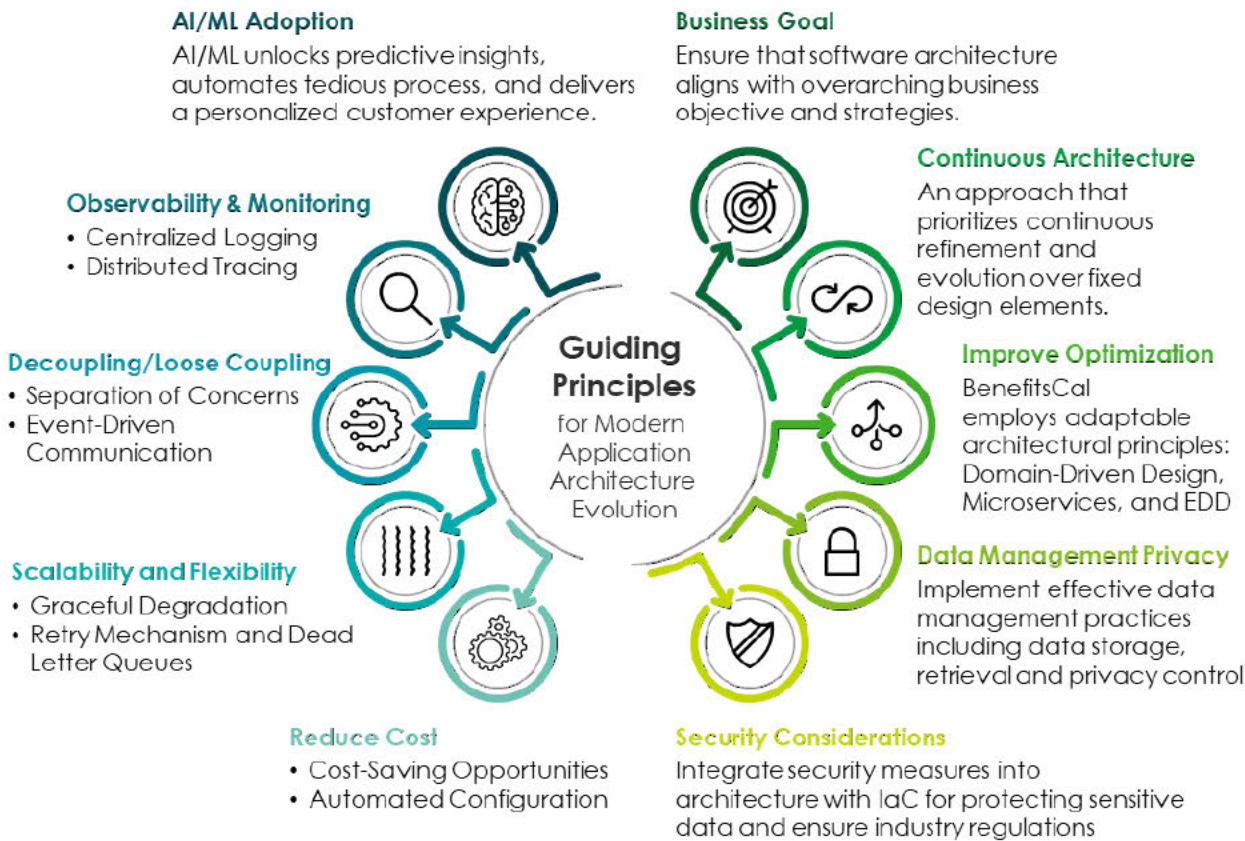 AI/ML Adoption
AI/ML unlocks predictive insights,
automates tedious process, and delivers
a personalized customer experience.
Business Goal
Ensure that software architecture
aligns with overarching business
objective and strategies.
Continuous Architecture
An approach that
prioritizes continuous
refinement and
evolution over fixed
design elements.
Observability & Monitoring
• Centralized Logging
• Distributed Tracing
Guiding
Principles
for Modern
Application
Architecture
Evolution
Improve Optimization
BenefitsCal
employs adaptable
architectural principles:
Domain-Driven Design,
Microservices, and EDD
Decoupling/Loose Coupling
• Separation of Concerns
• Event-Driven
Communication
Data Management Privacy
Implement effective data
management practices
including data storage,
retrieval and privacy control
Scalability and Flexibility
• Graceful Degradation
• Retry Mechanism and Dead
Letter Queues
Reduce Cost
• Cost-Saving Opportunities
• Automated Configuration
Security Considerations
Integrate security measures into
architecture with IaC for protecting sensitive
data and ensure industry regulations